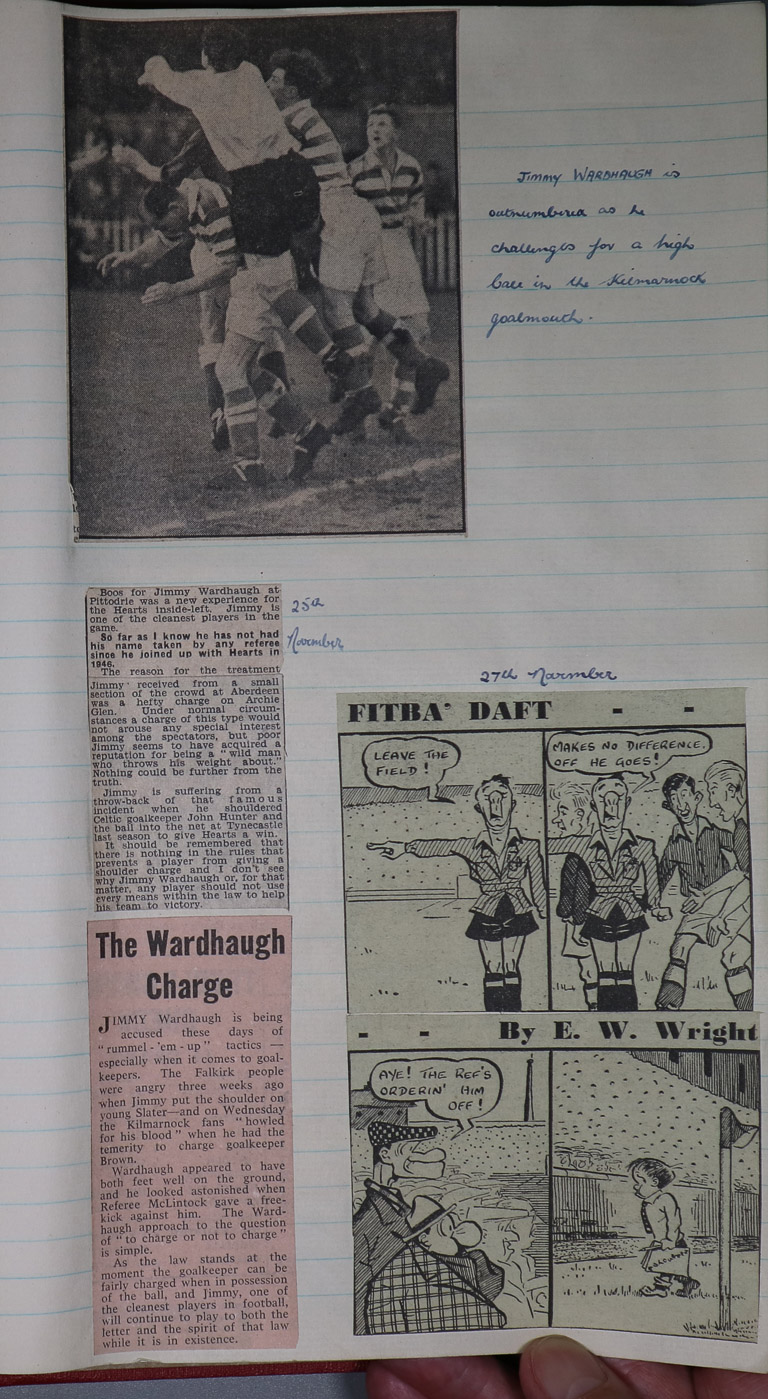 JIMMY WARDHAUGH is
outnumbered as he
challenges for a high
ball in the Kilmarnock
goalmouth.
Boos for Jimmy Wardhaugh at
Pittodrie was a new experience for
the Hearts inside-left. Jimmy is
one of the cleanest players in the
game.
So far as I know he has not had
his name taken by any referee
since he joined up with Hearts in
1946.
The reason for the treatment
Jimmy received from a small
section of the crowd at Aberdeen
was a hefty charge on Archie
Glen. Under normal circum-
stances a charge of this type would
not arouse any special interest
among the spectators, but poor
Jimmy seems to have acquired a
reputation for being a "wild man
who throws his weight about."
Nothing could be further from the
truth.
Jimmy is suffering from a
throw-back of that famous
incident when he shouldered
Celtic goalkeeper John Hunter and
the ball into the net at Tynecastle
last season to give Hearts a win.
It should be remembered that
there is nothing in the rules that
prevents a player from giving a
shoulder charge and I don't see
why Jimmy Wardhaugh or, for that
matter, any player should not use
every means within the law to help
his team to victory.
25th
November
The Wardhaugh
Charge
JIMMY Wardhaugh is being
accused these days of
"rummel-'em-up" tactics —
especially when it comes to goal-
keepers. The Falkirk people
were angry three weeks ago
when Jimmy put the shoulder on
young Slater—and on Wednesday
the Kilmarnock fans "howled
for his blood" when he had the
temerity to charge goalkeeper
Brown.
Wardhaugh appeared to have
both feet well on the ground,
and he looked astonished when
Referee McLintock gave a free-
kick against him. The Ward-
haugh approach to the question
of "to charge or not to charge"
is simple.
As the law stands at the
moment the goalkeeper can be
fairly charged when in possession
of the ball, and Jimmy, one of
the cleanest players in football,
will continue to play to both the
letter and the spirit of that law
while it is in existence.
27th November
FITBA' DAFT - -
LEAVE THE
FIELD!
MAKES NO DIFFERENCE.
OFF HE GOES!
- - By E. W. Wright
AYE! THE REF'S
ORDERIN' HIM
OFF!